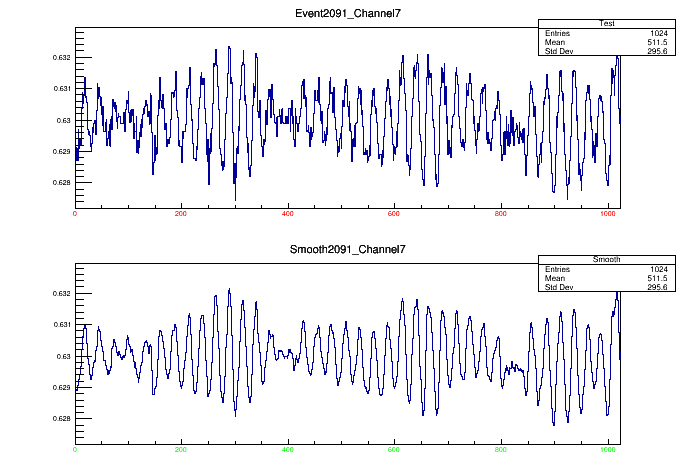 Event2091_Channel7
Test
Entries 1024
Mean 511.5
Std Dev 295.6
0.632
0.631
0.63
0.629
0.628
0 200 400 600 800 1000
Smooth2091_Channel7
Smooth
Entries 1024
Mean 511.5
Std Dev 295.6
0.632
0.631
0.63
0.629
0.628
0 200 400 600 800 1000